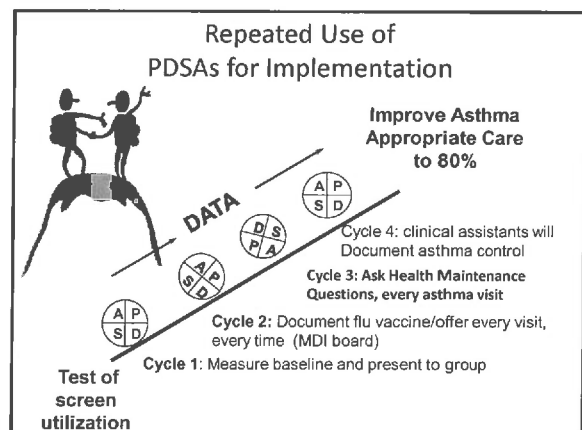 Repeated Use of
PDSAs for Implementation
Improve Asthma
Appropriate Care
to 80%
DATA
A P
S D
D S
P A
A P
S D
A P
S D
Cycle 4: clinical assistants will
Document asthma control
Cycle 3: Ask Health Maintenance
Questions, every asthma visit
Cycle 2: Document flu vaccine/offer every visit,
every time (MDI board)
Cycle 1: Measure baseline and present to group
Test of
screen
utilization